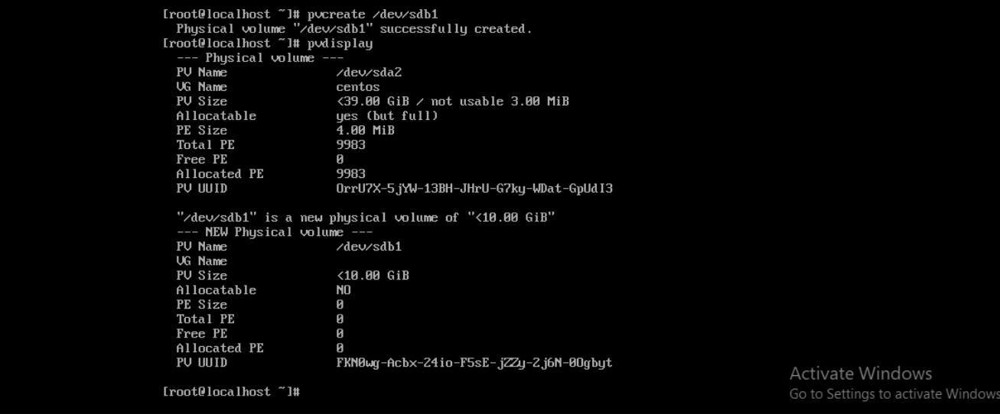 [root@localhost ~]# pvcreate /dev/sdb1
  Physical volume "/dev/sdb1" successfully created.
[root@localhost ~]# pvdisplay
  --- Physical volume ---
  PV Name               /dev/sda2
  VG Name               centos
  PV Size               <39.00 GiB / not usable 3.00 MiB
  Allocatable           yes (but full)
  PE Size               4.00 MiB
  Total PE              9983
  Free PE               0
  Allocated PE          9983
  PV UUID               OrrU7X-5jYW-13BH-JHrU-G7ky-WDat-GpUdI3

  "/dev/sdb1" is a new physical volume of "<10.00 GiB"
  --- NEW Physical volume ---
  PV Name               /dev/sdb1
  VG Name
  PV Size               <10.00 GiB
  Allocatable           NO
  PE Size               0
  Total PE              0
  Free PE               0
  Allocated PE          0
  PV UUID               FKN0wg-Acbx-24io-F5sE-jZZy-2j6N-0Ogbyt

[root@localhost ~]#
Activate Windows
Go to Settings to activate Windows